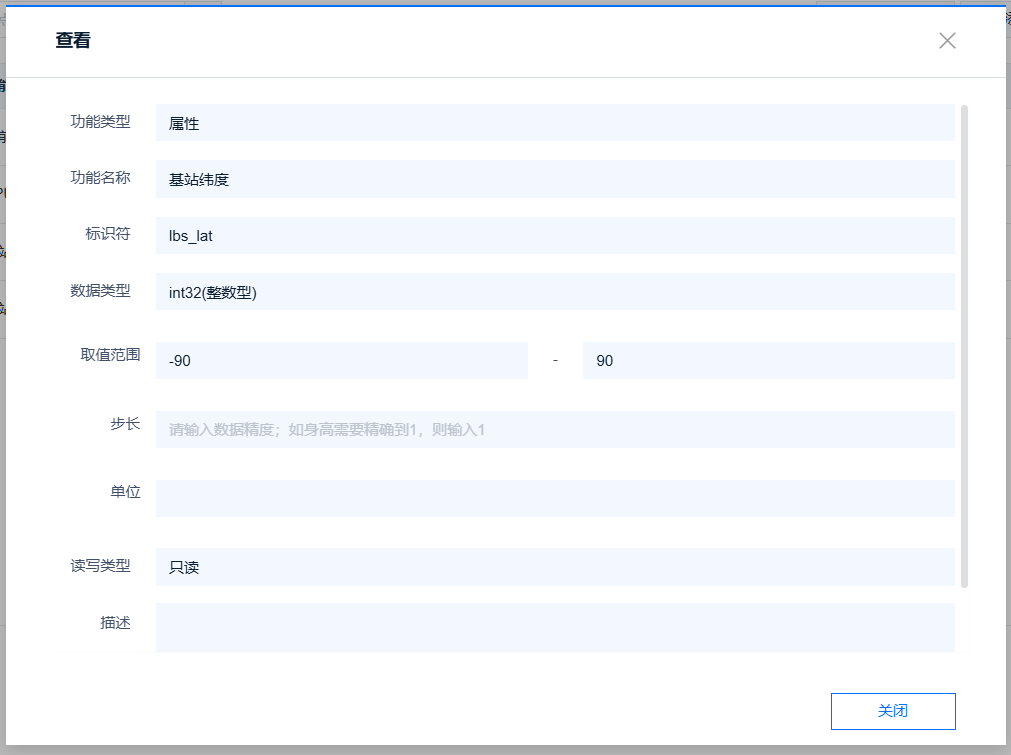 查看
功能类型 属性
功能名称 基站纬度
标识符 lbs_lat
数据类型 int32(整数型)
取值范围 -90 - 90
步长 请输入数据精度；如身高需要精确到1，则输入1
单位
读写类型 只读
描述
关闭